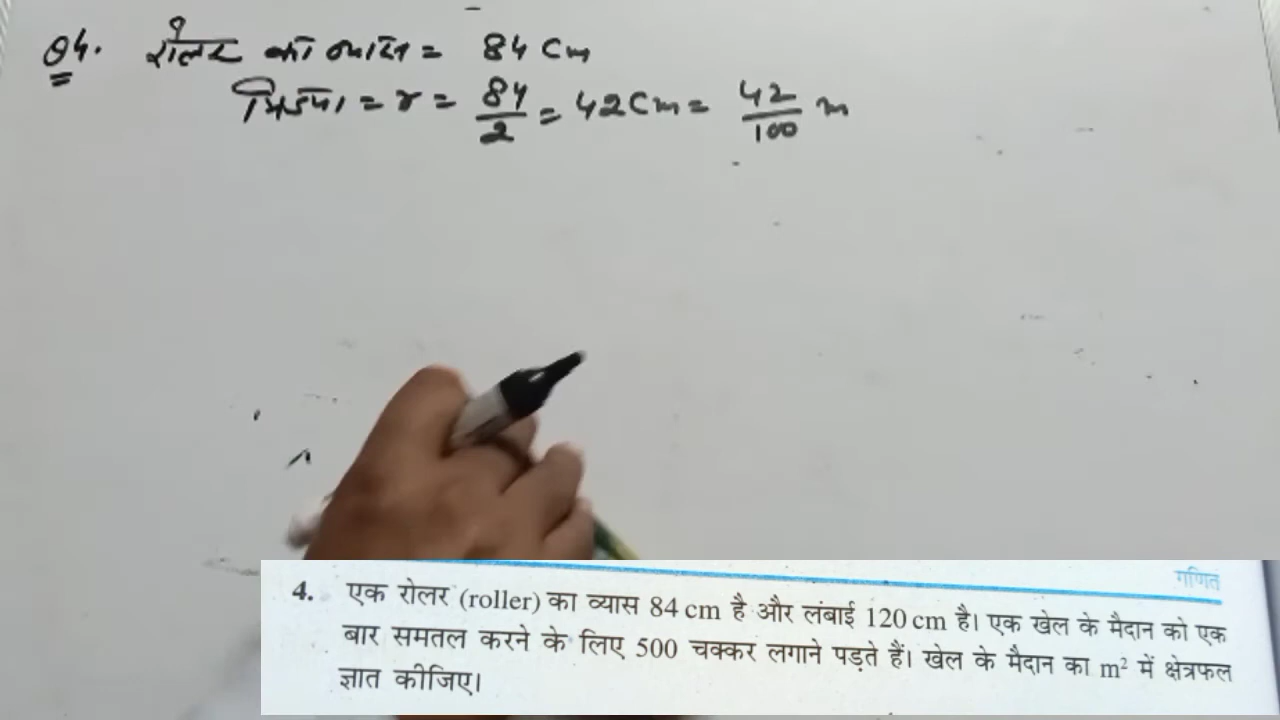 Q4. रोलर का व्यास = 84 cm
त्रिज्या = r = 84/2 = 42 cm = 42/100 m
गणित
4. एक रोलर (roller) का व्यास 84 cm है और लंबाई 120 cm है। एक खेल के मैदान को एक
बार समतल करने के लिए 500 चक्कर लगाने पड़ते हैं। खेल के मैदान का m² में क्षेत्रफल
ज्ञात कीजिए।